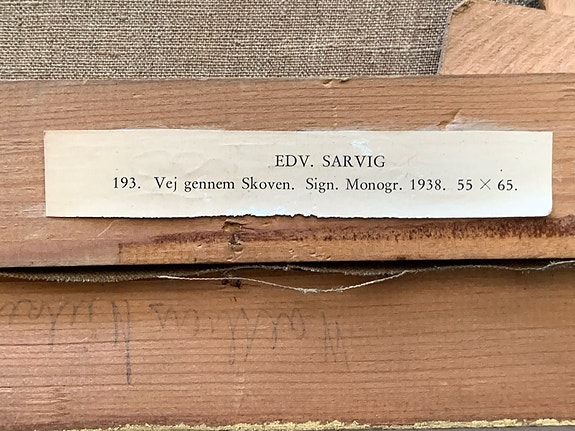 EDV. SARVIG
193. Vej gennem Skoven. Sign. Monogr. 1938. 55 × 65.